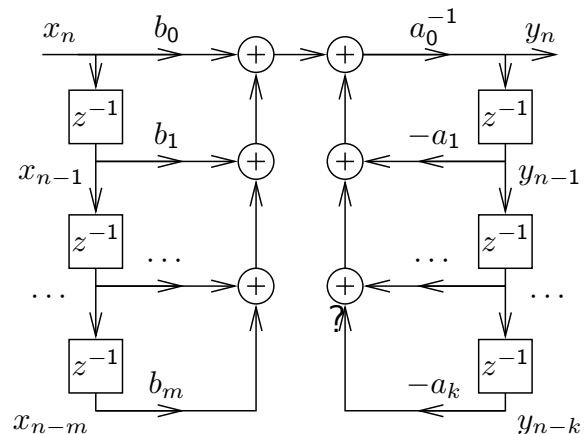 x_n b_0 + + a_0^{-1} y_n
z^{-1} z^{-1}
x_{n-1} b_1 + + -a_1 y_{n-1}
z^{-1} z^{-1}
... ... + + ... ...
?
z^{-1} z^{-1}
x_{n-m} b_m -a_k y_{n-k}